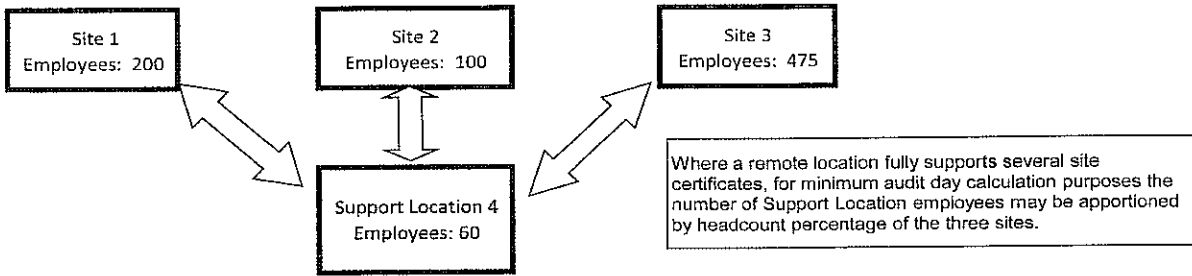 Site 1
Employees: 200
Site 2
Employees: 100
Site 3
Employees: 475
Support Location 4
Employees: 60
Where a remote location fully supports several site
certificates, for minimum audit day calculation purposes the
number of Support Location employees may be apportioned
by headcount percentage of the three sites.